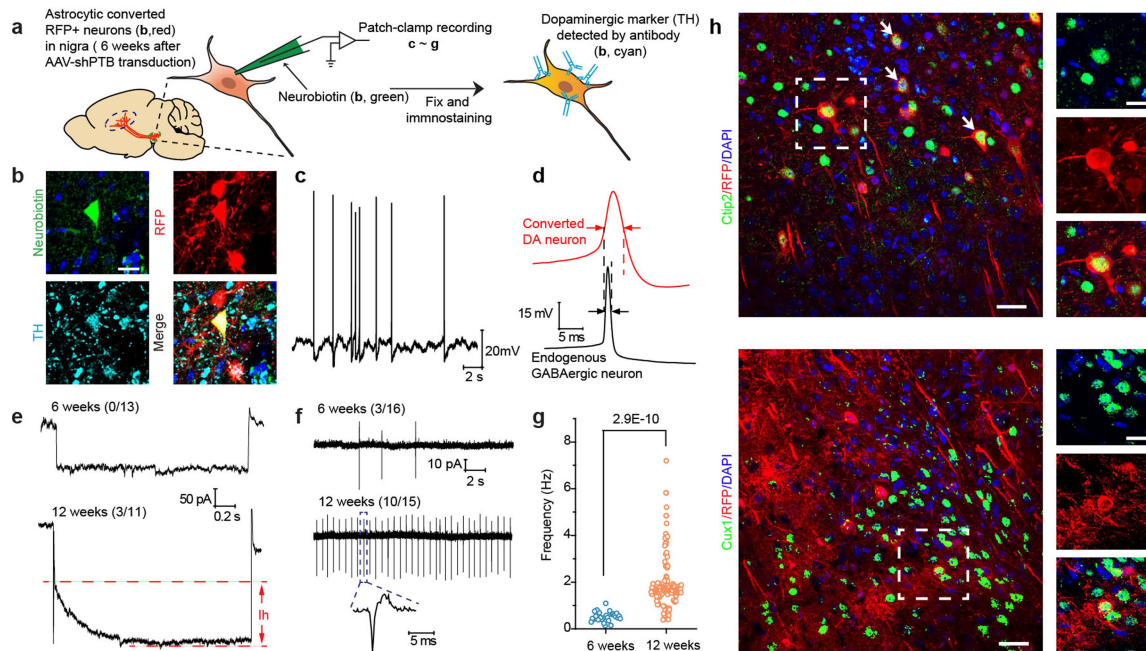 a
Astrocytic converted
RFP+ neurons (b,red)
in nigra ( 6 weeks after
AAV-shPTB transduction)
Patch-clamp recording
c ~ g
Neurobiotin (b, green)
Fix and
immnostaining
Dopaminergic marker (TH)
detected by antibody
(b, cyan)
b
Neurobiotin
RFP
TH
Merge
c
20mV
2 s
d
Converted
DA neuron
15 mV
5 ms
Endogenous
GABAergic neuron
e
6 weeks (0/13)
50 pA
0.2 s
12 weeks (3/11)
Ih
f
6 weeks (3/16)
10 pA
2 s
12 weeks (10/15)
5 ms
g
2.9E-10
Frequency (Hz)
8
6
4
2
0
6 weeks
12 weeks
h
Ctip2/RFP/DAPI
Cux1/RFP/DAPI